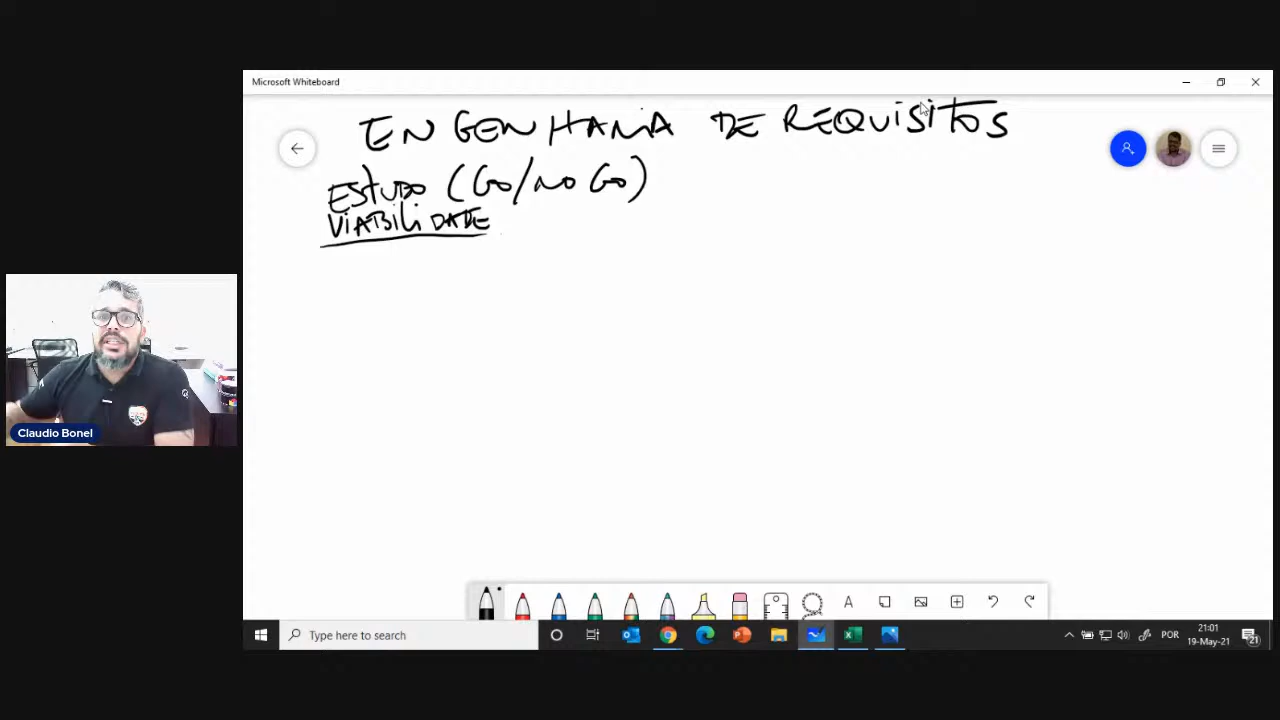 Microsoft Whiteboard
ENGENHARIA DE REQUISITOS
ESTUDO (GO/NO GO)
VIABILIDADE
Claudio Bonel
A
Type here to search
POR
21:01
19-May-21
21